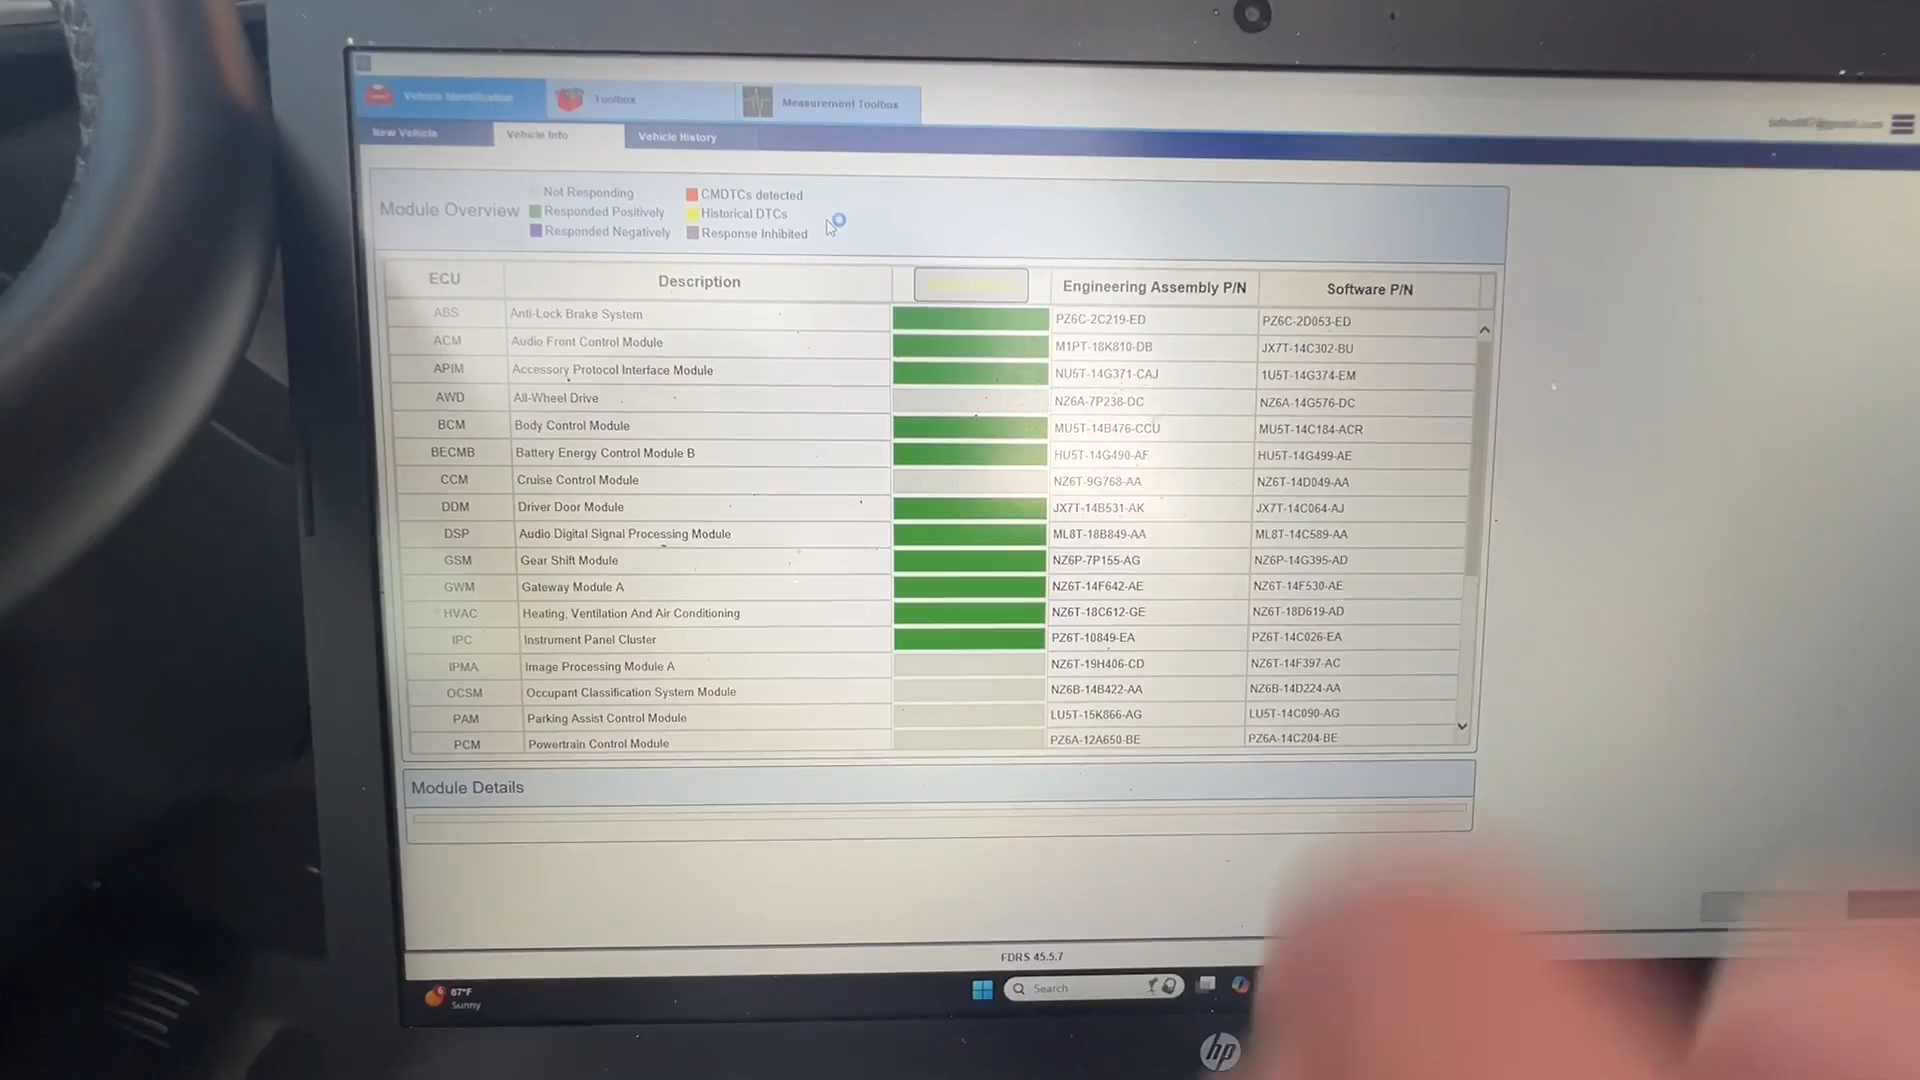 Vehicle Identification Toolbox Measurement Toolbox
New Vehicle Vehicle Info Vehicle History
Module Overview
Not Responding CMDTCs detected
Responded Positively Historical DTCs
Responded Negatively Response Inhibited
ECU Description Engineering Assembly P/N Software P/N
ABS Anti-Lock Brake System PZ6C-2C219-ED PZ6C-2D053-ED
ACM Audio Front Control Module M1PT-18K810-DB JX7T-14C302-BU
APIM Accessory Protocol Interface Module NU5T-14G371-CAJ 1U5T-14G374-EM
AWD All-Wheel Drive NZ6A-7P238-DC NZ6A-14G576-DC
BCM Body Control Module MU5T-14B476-CCU MU5T-14C184-ACR
BECMB Battery Energy Control Module B HU5T-14G490-AF HU5T-14G499-AE
CCM Cruise Control Module NZ6T-9G768-AA NZ6T-14D049-AA
DDM Driver Door Module JX7T-14B531-AK JX7T-14C064-AJ
DSP Audio Digital Signal Processing Module ML8T-18B849-AA ML8T-14C589-AA
GSM Gear Shift Module NZ6P-7P155-AG NZ6P-14G395-AD
GWM Gateway Module A NZ6T-14F642-AE NZ6T-14F530-AE
HVAC Heating, Ventilation And Air Conditioning NZ6T-18C612-GE NZ6T-18D619-AD
IPC Instrument Panel Cluster PZ6T-10849-EA PZ6T-14C026-EA
IPMA Image Processing Module A NZ6T-19H406-CD NZ6T-14F397-AC
OCSM Occupant Classification System Module NZ6B-14B422-AA NZ6B-14D224-AA
PAM Parking Assist Control Module LU5T-15K866-AG LU5T-14C090-AG
PCM Powertrain Control Module PZ6A-12A650-BE PZ6A-14C204-BE
Module Details
FDRS 45.5.7
6 87°F
Sunny
Search
hp